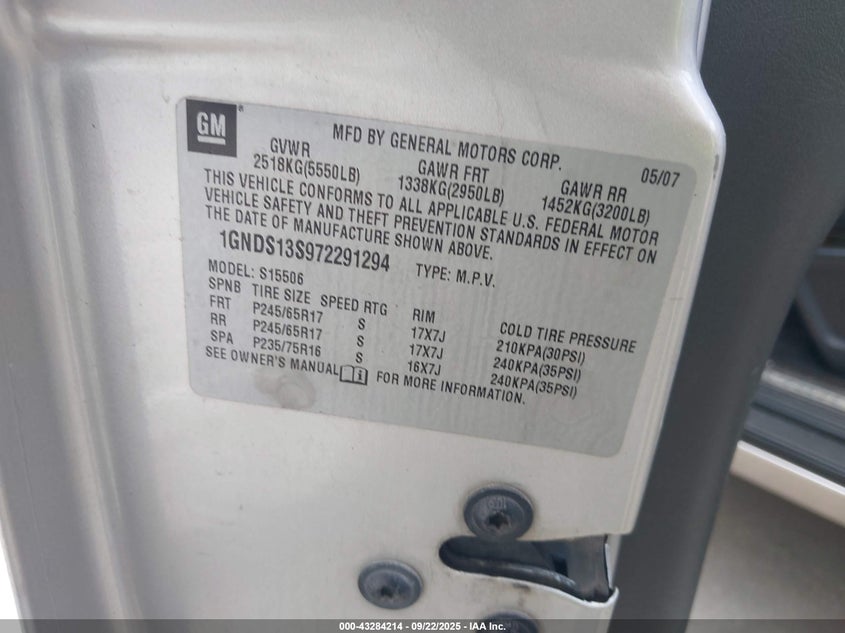 GM
®
MFD BY GENERAL MOTORS CORP. 05/07
GVWR GAWR FRT GAWR RR
2518KG(5550LB) 1338KG(2950LB) 1452KG(3200LB)
THIS VEHICLE CONFORMS TO ALL APPLICABLE U.S. FEDERAL MOTOR
VEHICLE SAFETY AND THEFT PREVENTION STANDARDS IN EFFECT ON
THE DATE OF MANUFACTURE SHOWN ABOVE.
1GNDS13S972291294 TYPE: M.P.V.
MODEL: S15506
SPNB TIRE SIZE SPEED RTG RIM COLD TIRE PRESSURE
FRT P245/65R17 S 17X7J 210KPA(30PSI)
RR P245/65R17 S 17X7J 240KPA(35PSI)
SPA P235/75R16 S 16X7J 240KPA(35PSI)
SEE OWNER'S MANUAL FOR MORE INFORMATION.
000-43284214 - 09/22/2025 - IAA Inc.